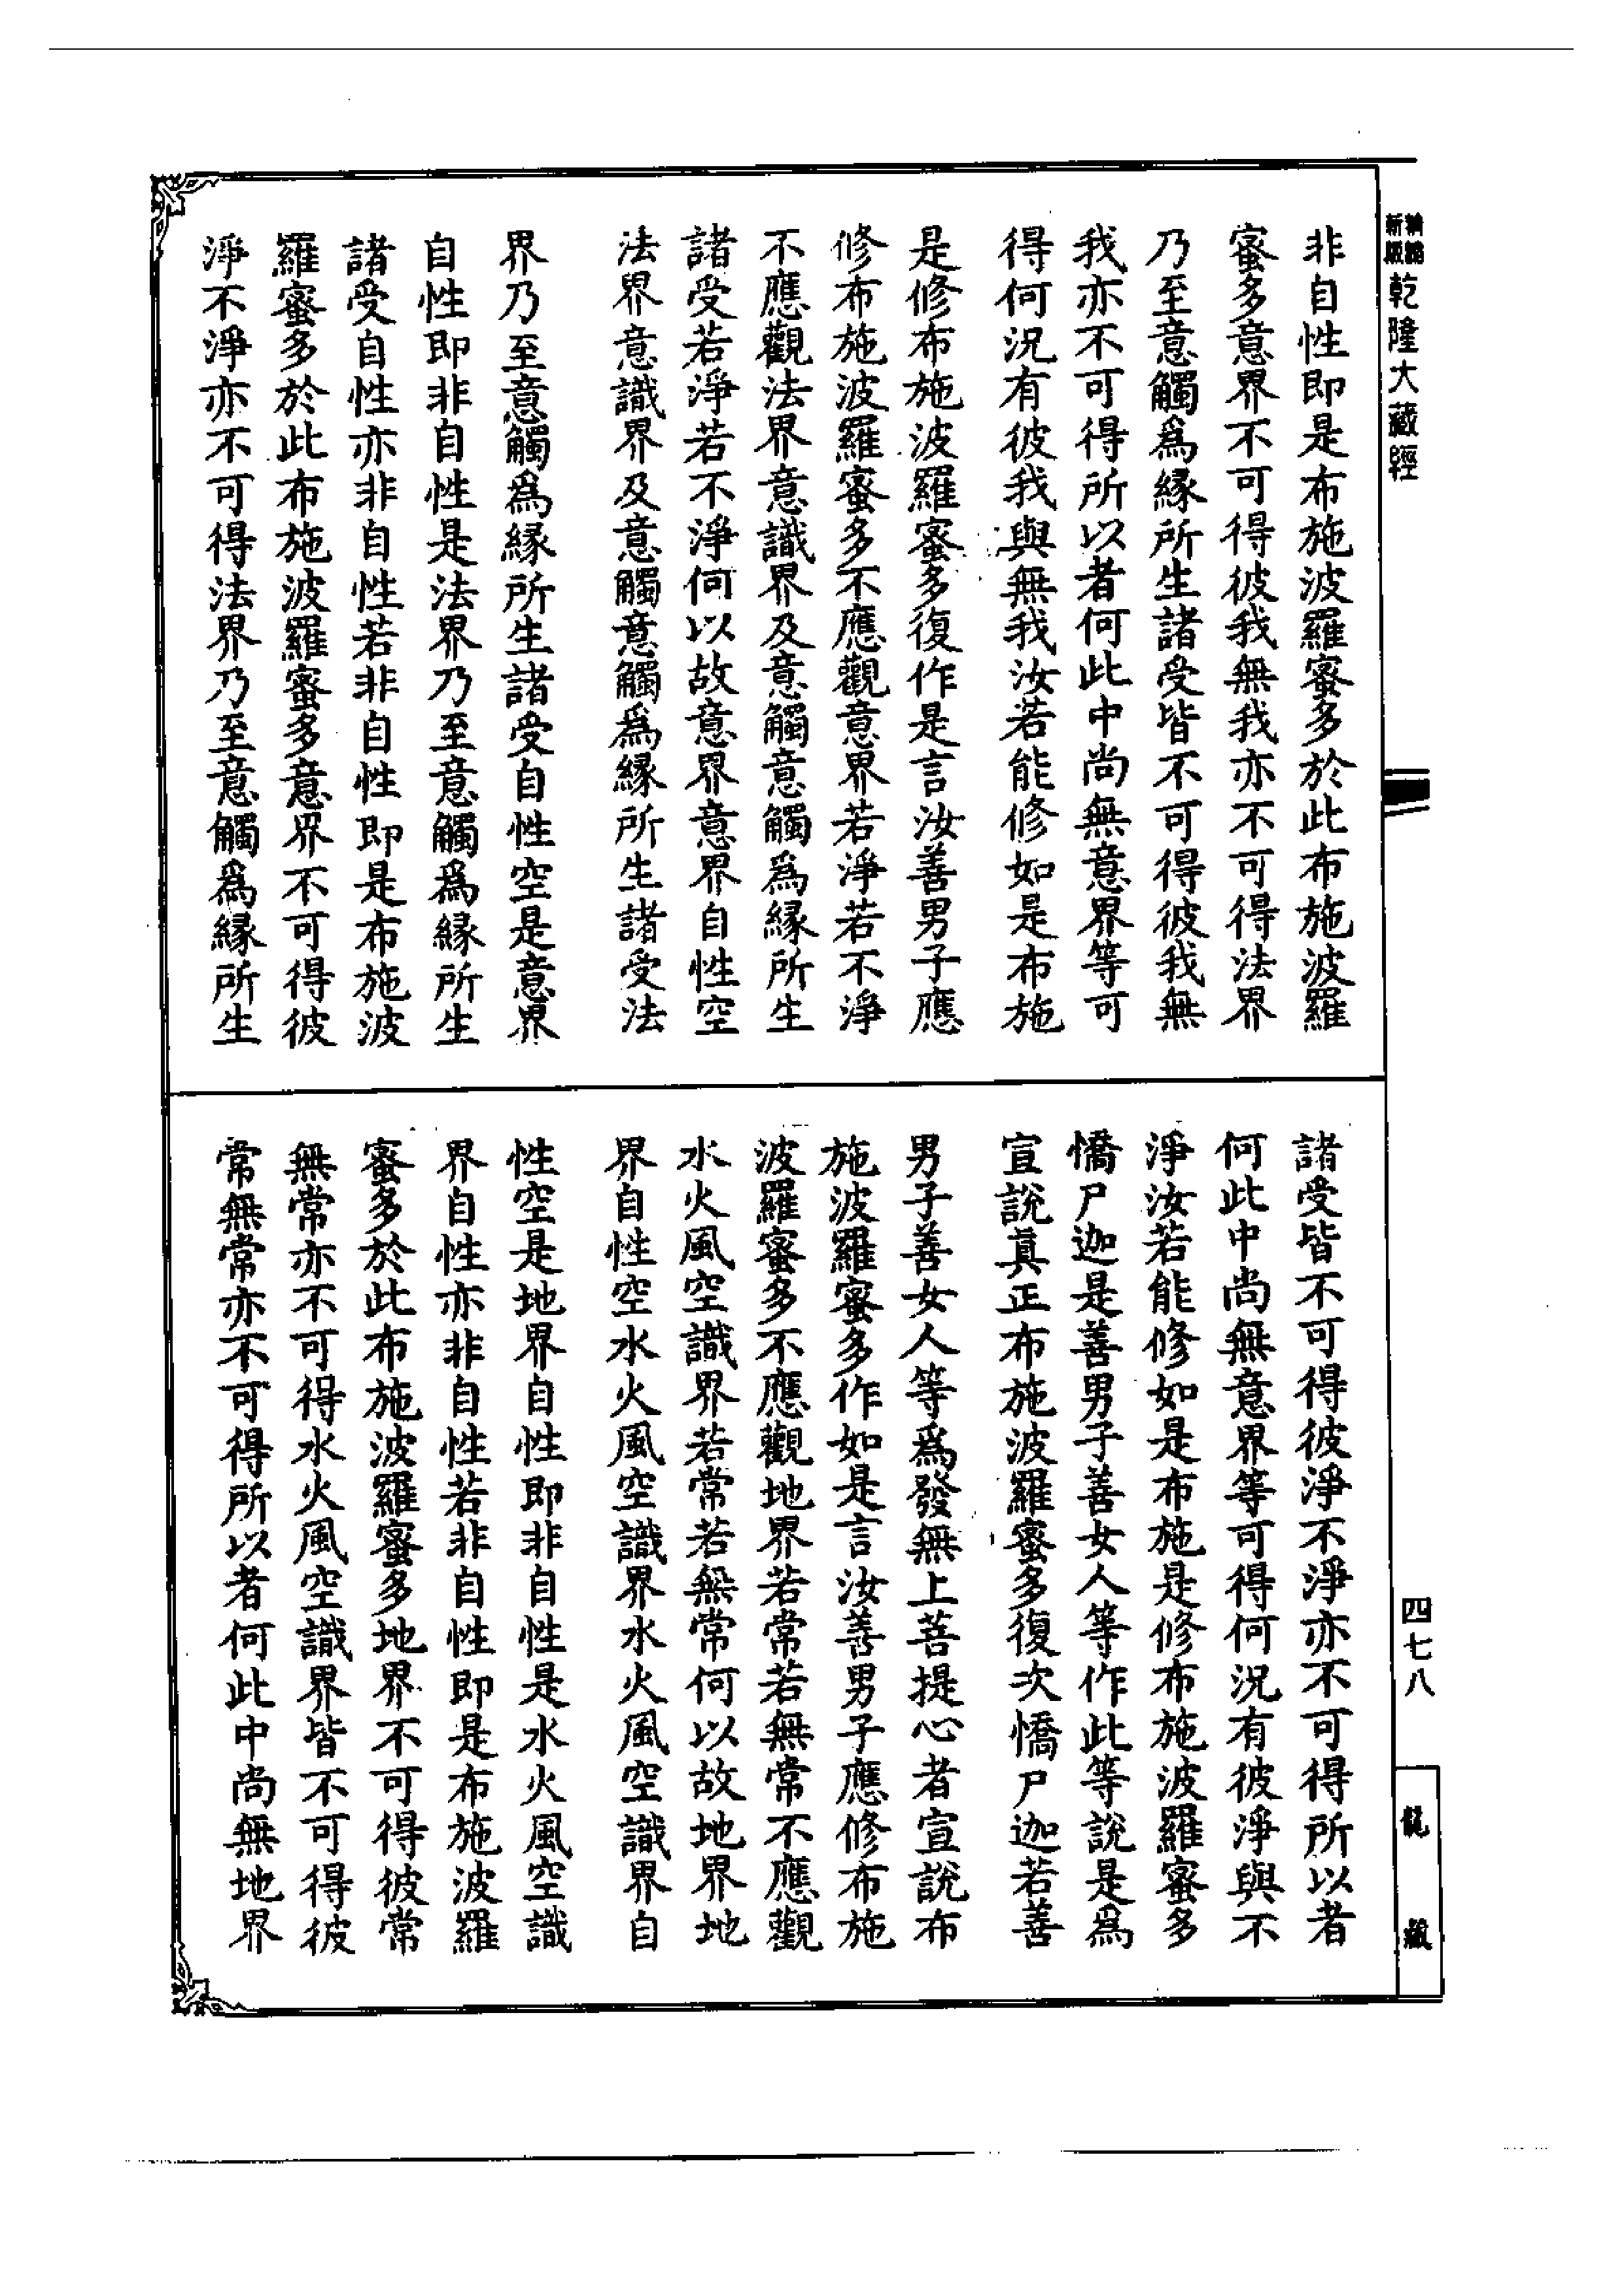 新版
乾隆大藏經
非自性即是布施波羅蜜多於此布施波羅
蜜多意界不可得彼我無我亦不可得法界
乃至意觸爲緣所生諸受皆不可得彼我無
我亦不可得所以者何此中尚無意界等可
得何況有彼我與無我汝若能修如是布施
是修布施波羅蜜多復作是言汝善男子應
修布施波羅蜜多不應觀意界若淨若不淨
不應觀法界意識界及意觸意觸爲緣所生
諸受若淨若不淨何以故意界意界自性空
法界意識界及意觸意觸爲緣所生諸受法
界乃至意觸爲緣所生諸受自性空是意界
自性即非自性是法界乃至意觸爲緣所生
諸受自性亦非自性若非自性即是布施波
羅蜜多於此布施波羅蜜多意界不可得彼
淨不淨亦不可得法界乃至意觸爲緣所生
諸受皆不可得彼淨不淨亦不可得所以者
何此中尚無意界等可得何況有彼淨與不
淨汝若能修如是布施是修布施波羅蜜多
憍尸迦是善男子善女人等作此等說是爲
宣說真正布施波羅蜜多復次憍尸迦若善
男子善女人等爲發無上菩提心者宣說布
施波羅蜜多作如是言汝善男子應修布施
波羅蜜多不應觀地界若常若無常不應觀
水火風空識界若常若無常何以故地界地
界自性空水火風空識界水火風空識界自
性空是地界自性即非自性是水火風空識
界自性亦非自性若非自性即是布施波羅
蜜多於此布施波羅蜜多地界不可得彼常
無常亦不可得水火風空識界皆不可得彼
常無常亦不可得所以者何此中尚無地界
四七八